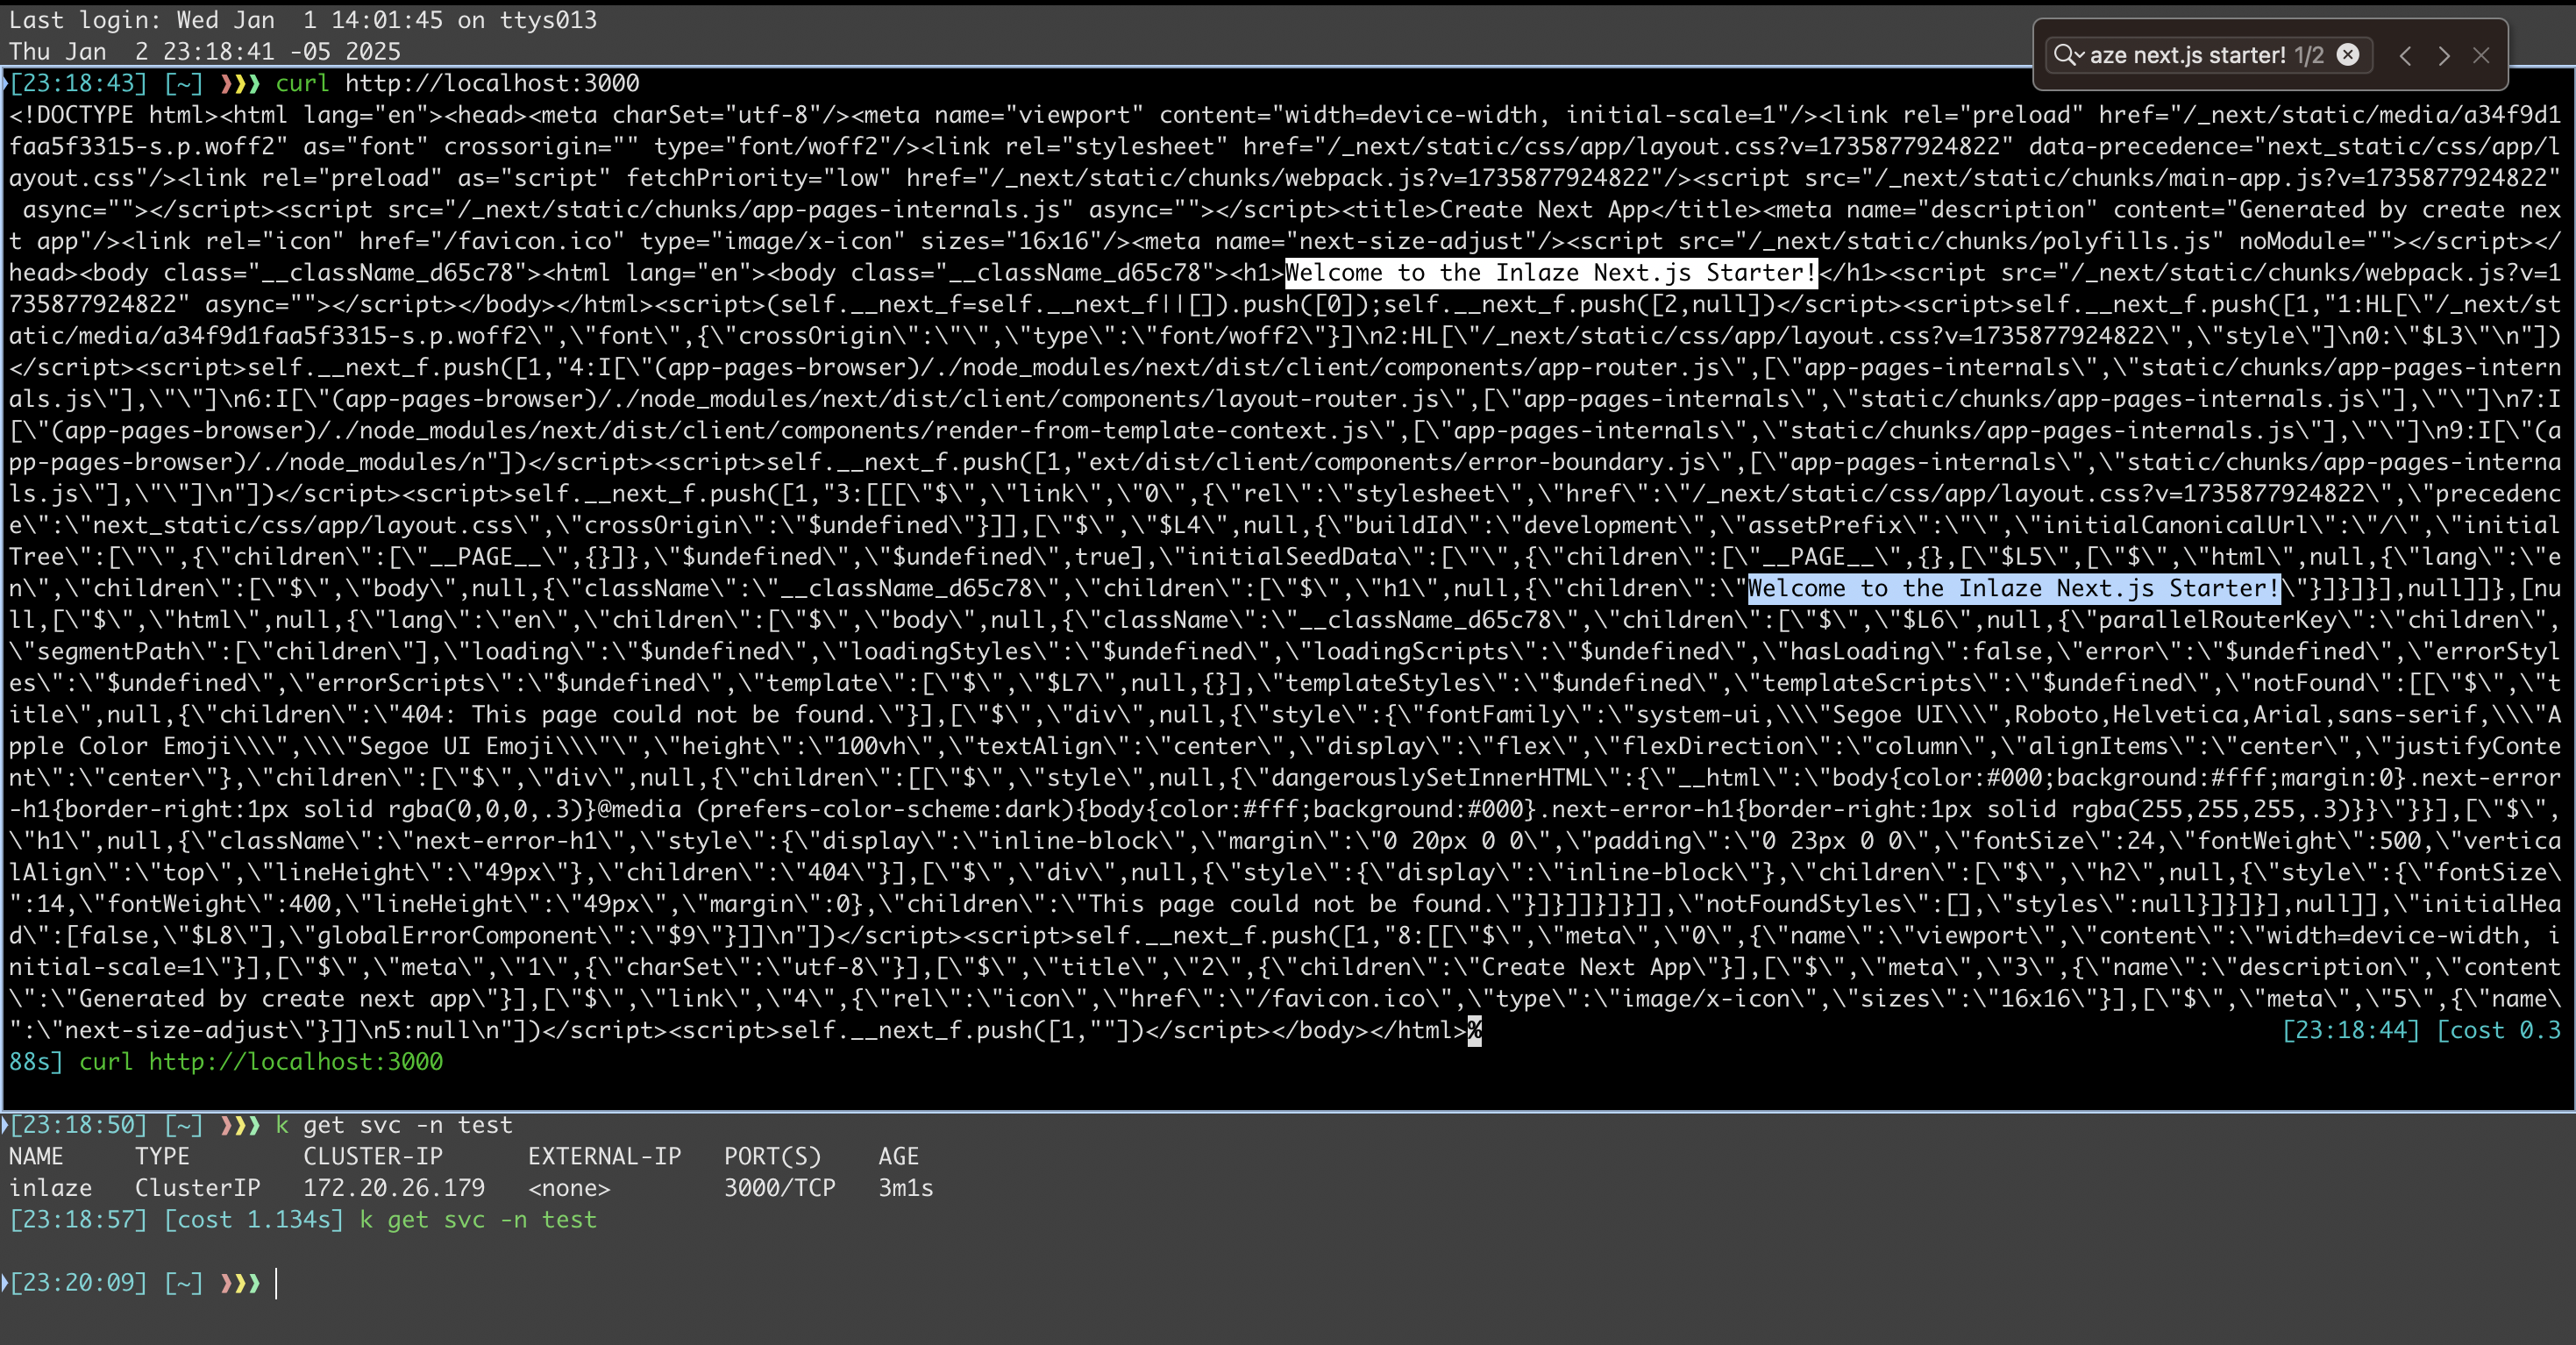 Last login: Wed Jan  1 14:01:45 on ttys013
Thu Jan  2 23:18:41 -05 2025
aze next.js starter! 1/2
[23:18:43] [~] ❯❯❯ curl http://localhost:3000
<!DOCTYPE html><html lang="en"><head><meta charSet="utf-8"/><meta name="viewport" content="width=device-width, initial-scale=1"/><link rel="preload" href="/_next/static/media/a34f9d1
faa5f3315-s.p.woff2" as="font" crossorigin="" type="font/woff2"/><link rel="stylesheet" href="/_next/static/css/app/layout.css?v=1735877924822" data-precedence="next_static/css/app/l
ayout.css"/><link rel="preload" as="script" fetchPriority="low" href="/_next/static/chunks/webpack.js?v=1735877924822"/><script src="/_next/static/chunks/main-app.js?v=1735877924822"
 async=""></script><script src="/_next/static/chunks/app-pages-internals.js" async=""></script><title>Create Next App</title><meta name="description" content="Generated by create nex
t app"/><link rel="icon" href="/favicon.ico" type="image/x-icon" sizes="16x16"/><meta name="next-size-adjust"/><script src="/_next/static/chunks/polyfills.js" noModule=""></script></
head><body class="__className_d65c78"><html lang="en"><body class="__className_d65c78"><h1>Welcome to the Inlaze Next.js Starter!</h1><script src="/_next/static/chunks/webpack.js?v=1
735877924822" async=""></script></body></html><script>(self.__next_f=self.__next_f||[]).push([0]);self.__next_f.push([2,null])</script><script>self.__next_f.push([1,"1:HL[\"/_next/st
atic/media/a34f9d1faa5f3315-s.p.woff2\",\"font\",{\"crossOrigin\":\"\",\"type\":\"font/woff2\"}]\n2:HL[\"/_next/static/css/app/layout.css?v=1735877924822\",\"style\"]\n0:\"$L3\"\n"])
</script><script>self.__next_f.push([1,"4:I[\"(app-pages-browser)/./node_modules/next/dist/client/components/app-router.js\",[\"app-pages-internals\",\"static/chunks/app-pages-intern
als.js\"],\"\"]\n6:I[\"(app-pages-browser)/./node_modules/next/dist/client/components/layout-router.js\",[\"app-pages-internals\",\"static/chunks/app-pages-internals.js\"],\"\"]\n7:I
[\"(app-pages-browser)/./node_modules/next/dist/client/components/render-from-template-context.js\",[\"app-pages-internals\",\"static/chunks/app-pages-internals.js\"],\"\"]\n9:I[\"(a
pp-pages-browser)/./node_modules/n"])</script><script>self.__next_f.push([1,"ext/dist/client/components/error-boundary.js\",[\"app-pages-internals\",\"static/chunks/app-pages-interna
ls.js\"],\"\"]\n"])</script><script>self.__next_f.push([1,"3:[[[\"$\",\"link\",\"0\",{\"rel\":\"stylesheet\",\"href\":\"/_next/static/css/app/layout.css?v=1735877924822\",\"precedenc
e\":\"next_static/css/app/layout.css\",\"crossOrigin\":\"$undefined\"}]],[\"$\",\"$L4\",null,{\"buildId\":\"development\",\"assetPrefix\":\"\",\"initialCanonicalUrl\":\"/\",\"initial
Tree\":[\"\",{\"children\":[\"__PAGE__\",{}]},\"$undefined\",\"$undefined\",true],\"initialSeedData\":[\"\",{\"children\":[\"__PAGE__\",{},[\"$L5\",[\"$\",\"html\",null,{\"lang\":\"e
n\",\"children\":[\"$\",\"body\",null,{\"className\":\"__className_d65c78\",\"children\":[\"$\",\"h1\",null,{\"children\":\"Welcome to the Inlaze Next.js Starter!\"}]}]}],null]]},[nu
ll,[\"$\",\"html\",null,{\"lang\":\"en\",\"children\":[\"$\",\"body\",null,{\"className\":\"__className_d65c78\",\"children\":[\"$\",\"$L6\",null,{\"parallelRouterKey\":\"children\",
\"segmentPath\":[\"children\"],\"loading\":\"$undefined\",\"loadingStyles\":\"$undefined\",\"loadingScripts\":\"$undefined\",\"hasLoading\":false,\"error\":\"$undefined\",\"errorStyl
es\":\"$undefined\",\"errorScripts\":\"$undefined\",\"template\":[\"$\",\"$L7\",null,{}],\"templateStyles\":\"$undefined\",\"templateScripts\":\"$undefined\",\"notFound\":[[\"$\",\"t
itle\",null,{\"children\":\"404: This page could not be found.\"}],[\"$\",\"div\",null,{\"style\":{\"fontFamily\":\"system-ui,\\\"Segoe UI\\\",Roboto,Helvetica,Arial,sans-serif,\\\"A
pple Color Emoji\\\",\\\"Segoe UI Emoji\\\"\",\"height\":\"100vh\",\"textAlign\":\"center\",\"display\":\"flex\",\"flexDirection\":\"column\",\"alignItems\":\"center\",\"justifyConte
nt\":\"center\"},\"children\":[\"$\",\"div\",null,{\"children\":[[\"$\",\"style\",null,{\"dangerouslySetInnerHTML\":{\"__html\":\"body{color:#000;background:#fff;margin:0}.next-error
-h1{border-right:1px solid rgba(0,0,0,.3)}@media (prefers-color-scheme:dark){body{color:#fff;background:#000}.next-error-h1{border-right:1px solid rgba(255,255,255,.3)}}\"}}],[\"$\",
\"h1\",null,{\"className\":\"next-error-h1\",\"style\":{\"display\":\"inline-block\",\"margin\":\"0 20px 0 0\",\"padding\":\"0 23px 0 0\",\"fontSize\":24,\"fontWeight\":500,\"vertica
lAlign\":\"top\",\"lineHeight\":\"49px\"},\"children\":\"404\"}],[\"$\",\"div\",null,{\"style\":{\"display\":\"inline-block\"},\"children\":[\"$\",\"h2\",null,{\"style\":{\"fontSize\
":14,\"fontWeight\":400,\"lineHeight\":\"49px\",\"margin\":0},\"children\":\"This page could not be found.\"}]}]]}]}]],\"notFoundStyles\":[],\"styles\":null}]}]}],null]],\"initialHea
d\":[false,\"$L8\"],\"globalErrorComponent\":\"$9\"}]]\n"])</script><script>self.__next_f.push([1,"8:[[\"$\",\"meta\",\"0\",{\"name\":\"viewport\",\"content\":\"width=device-width, i
nitial-scale=1\"}],[\"$\",\"meta\",\"1\",{\"charSet\":\"utf-8\"}],[\"$\",\"title\",\"2\",{\"children\":\"Create Next App\"}],[\"$\",\"meta\",\"3\",{\"name\":\"description\",\"content
\":\"Generated by create next app\"}],[\"$\",\"link\",\"4\",{\"rel\":\"icon\",\"href\":\"/favicon.ico\",\"type\":\"image/x-icon\",\"sizes\":\"16x16\"}],[\"$\",\"meta\",\"5\",{\"name\
":\"next-size-adjust\"}]]\n5:null\n"])</script><script>self.__next_f.push([1,""])</script></body></html>% [23:18:44] [cost 0.3
88s] curl http://localhost:3000
[23:18:50] [~] ❯❯❯ k get svc -n test
NAME     TYPE        CLUSTER-IP      EXTERNAL-IP   PORT(S)    AGE
inlaze   ClusterIP   172.20.26.179   <none>        3000/TCP   3m1s
[23:18:57] [cost 1.134s] k get svc -n test
[23:20:09] [~] ❯❯❯